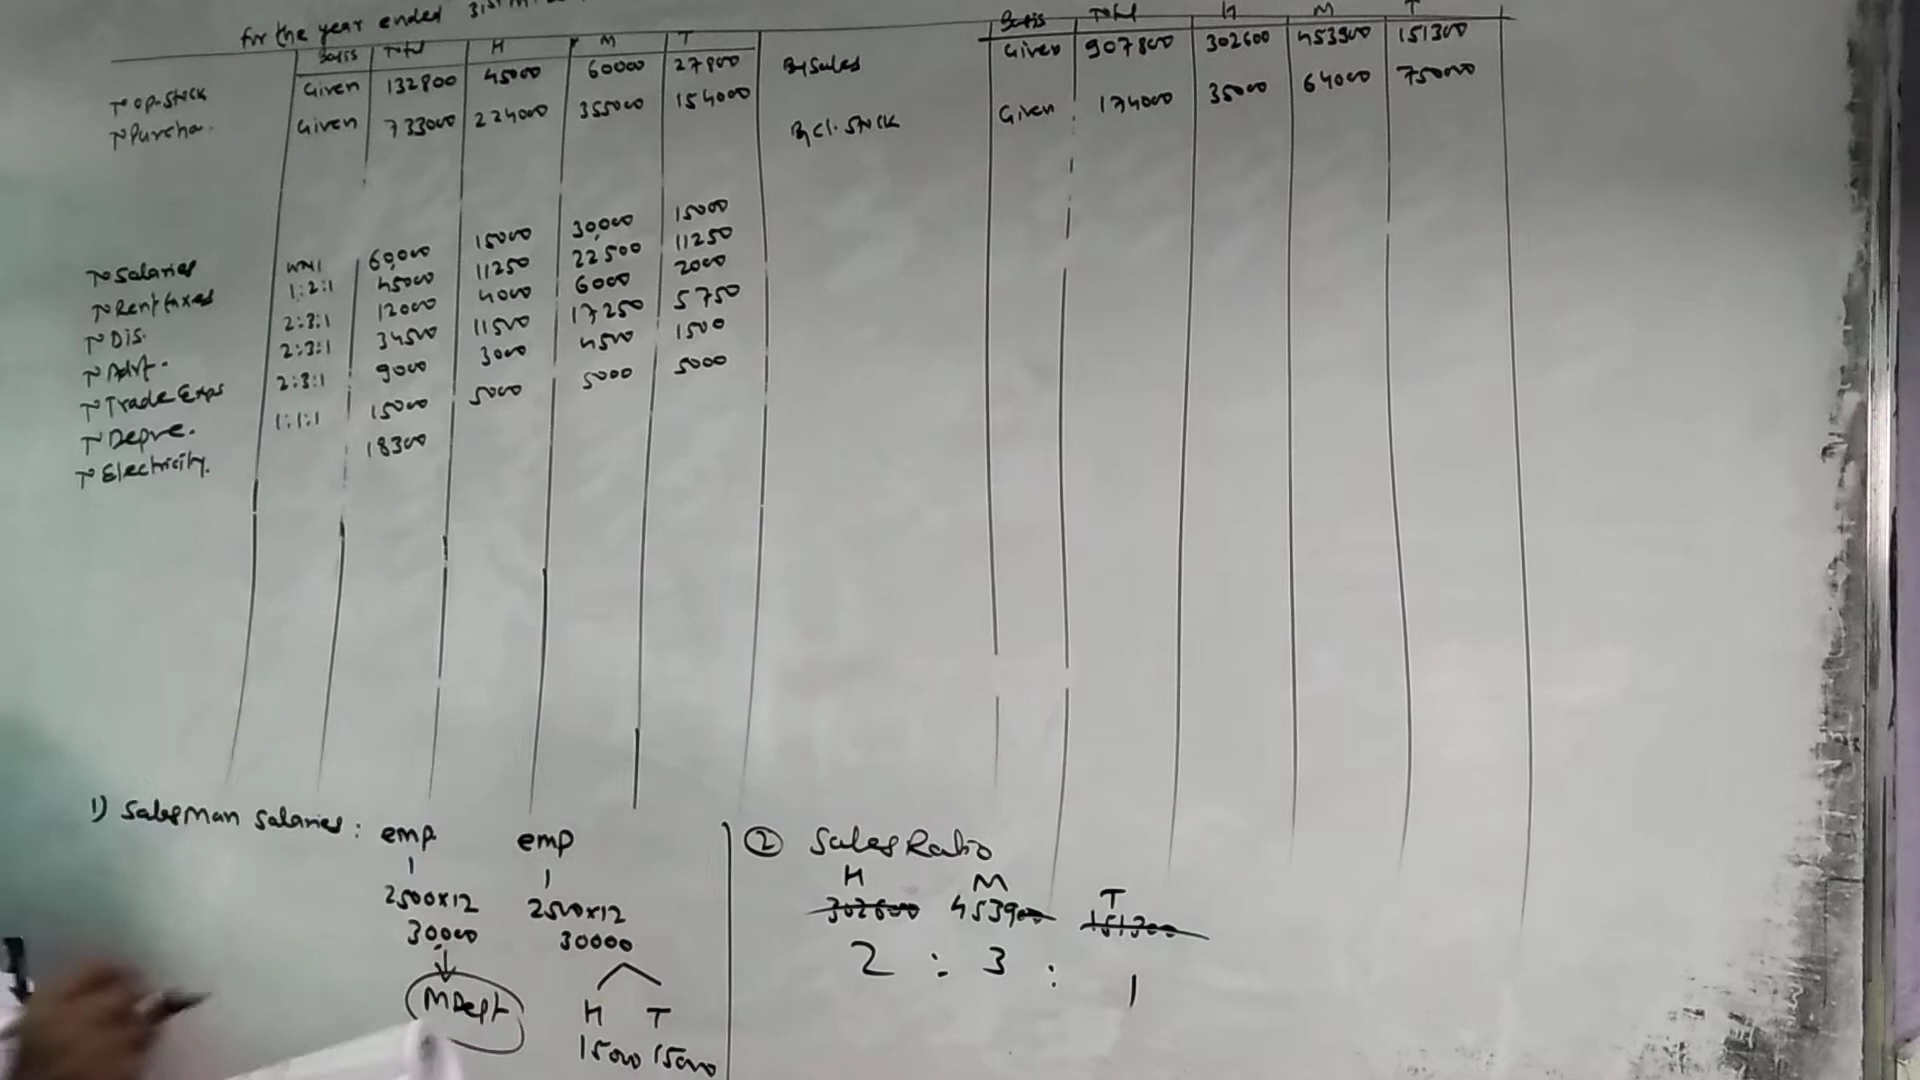 for the year ended 31st
Basis Total H M T
To op. Stock Given 132800 45000 60000 27800
To Purcha. Given 733000 224000 355000 154000
To Salaries WN1 60,000 15000 30,000 15000
To Rent taxes 1:2:1 45000 11250 22500 11250
To Dis. 2:3:1 12000 4000 6000 2000
To Advt. 2:3:1 34500 11500 17250 5750
To Trade Exps 2:3:1 9000 3000 4500 1500
To Depre. 1:1:1 15000 5000 5000 5000
To Electricity. 18300
Basis Total H M T
By Sales Given 907800 302600 453900 151300
By Cl. Stock Given 174000 35000 64000 75000
1) Salesman Salaries: emp emp
1 1
2500x12 2500x12
30000 30000
M Dept H T
15000 15000
② Sales Ratio
H M T
302600 453900 151300
2 : 3 : 1